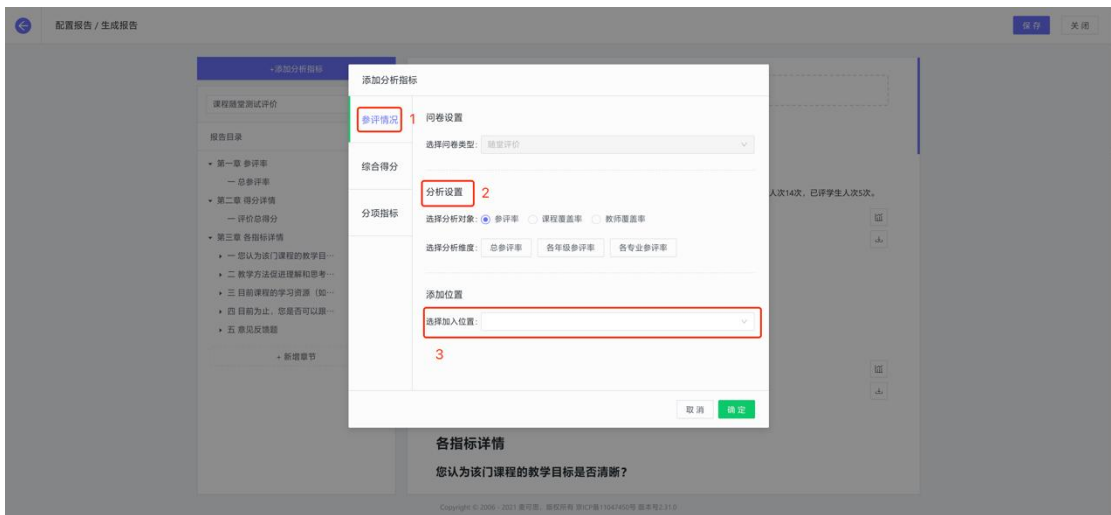 配置报告 / 生成报告
保存
关闭
+添加分析指标
课程随堂测试评价
报告目录
第一章 参评率
一 总参评率
第二章 得分详情
一 评价总得分
第三章 各指标详情
一 您认为该门课程的教学目…
二 教学方法促进理解和思考…
三 目前课程的学习资源（如…
四 目前为止，您是否可以跟…
五 意见反馈题
+ 新增章节
添加分析指标
参评情况
1
综合得分
分项指标
问卷设置
选择问卷类型：
随堂评价
分析设置
2
选择分析对象：
参评率
课程覆盖率
教师覆盖率
选择分析维度：
总参评率
各年级参评率
各专业参评率
添加位置
选择加入位置：
3
取消
确定
人次14次，已评学生人次5次。
各指标详情
您认为该门课程的教学目标是否清晰？